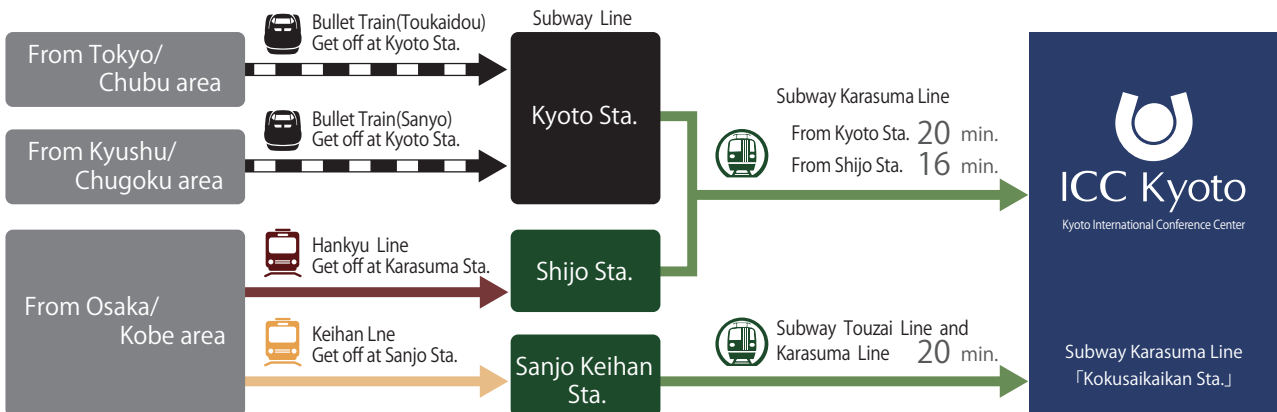 From Tokyo/
Chubu area
Bullet Train(Toukaidou)
Get off at Kyoto Sta.
From Kyushu/
Chugoku area
Bullet Train(Sanyo)
Get off at Kyoto Sta.
From Osaka/
Kobe area
Hankyu Line
Get off at Karasuma Sta.
Keihan Lne
Get off at Sanjo Sta.
Subway Line
Kyoto Sta.
Shijo Sta.
Sanjo Keihan
Sta.
Subway Karasuma Line
From Kyoto Sta. 20 min.
From Shijo Sta. 16 min.
Subway Touzai Line and
Karasuma Line 20 min.
ICC Kyoto
Kyoto International Conference Center
Subway Karasuma Line
「Kokusaikaikan Sta.」